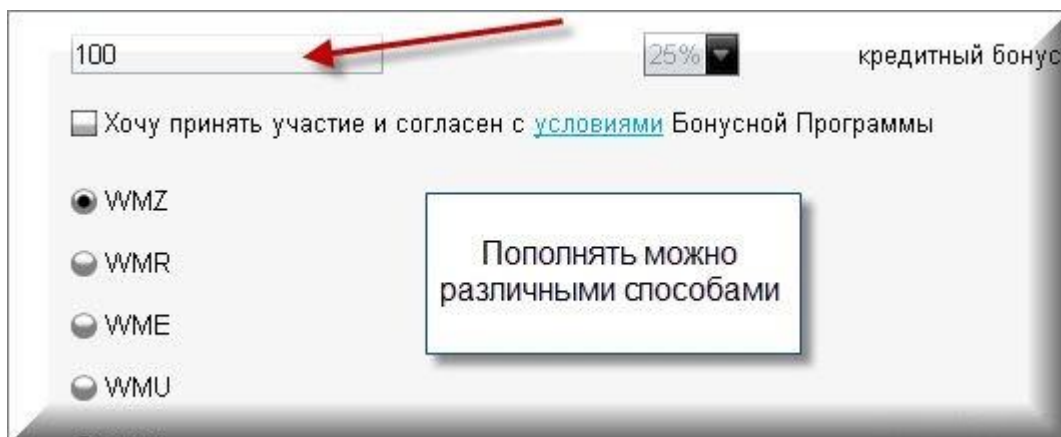 100
25%
кредитный бонус
Хочу принять участие и согласен с условиями Бонусной Программы
WMZ
WMR
WME
WMU
Пополнять можно
различными способами